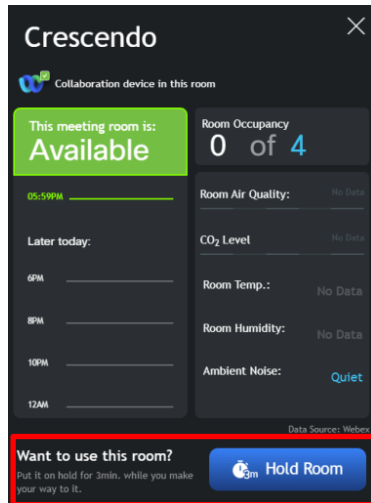 Crescendo
Collaboration device in this room
This meeting room is:
Available
Room Occupancy
0 of 4
05:59PM
Later today:
6PM
8PM
10PM
12AM
Room Air Quality: No Data
CO₂ Level No Data
Room Temp.: No Data
Room Humidity: No Data
Ambient Noise: Quiet
Data Source: Webex
Want to use this room?
Put it on hold for 3min. while you make
your way to it.
3m Hold Room